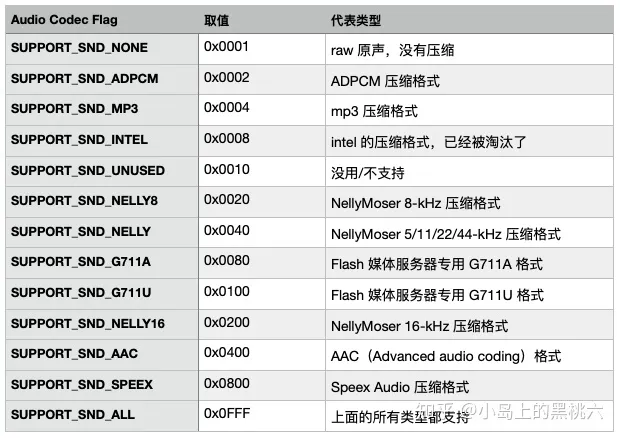 Audio Codec Flag 取值 代表类型
SUPPORT_SND_NONE 0x0001 raw 原声，没有压缩
SUPPORT_SND_ADPCM 0x0002 ADPCM 压缩格式
SUPPORT_SND_MP3 0x0004 mp3 压缩格式
SUPPORT_SND_INTEL 0x0008 intel 的压缩格式，已经被淘汰了
SUPPORT_SND_UNUSED 0x0010 没用/不支持
SUPPORT_SND_NELLY8 0x0020 NellyMoser 8-kHz 压缩格式
SUPPORT_SND_NELLY 0x0040 NellyMoser 5/11/22/44-kHz 压缩格式
SUPPORT_SND_G711A 0x0080 Flash 媒体服务器专用 G711A 格式
SUPPORT_SND_G711U 0x0100 Flash 媒体服务器专用 G711U 格式
SUPPORT_SND_NELLY16 0x0200 NellyMoser 16-kHz 压缩格式
SUPPORT_SND_AAC 0x0400 AAC（Advanced audio coding）格式
SUPPORT_SND_SPEEX 0x0800 Speex Audio 压缩格式
SUPPORT_SND_ALL 0x0FFF 上面的所有类型都支持
知乎 @小岛上的黑桃六